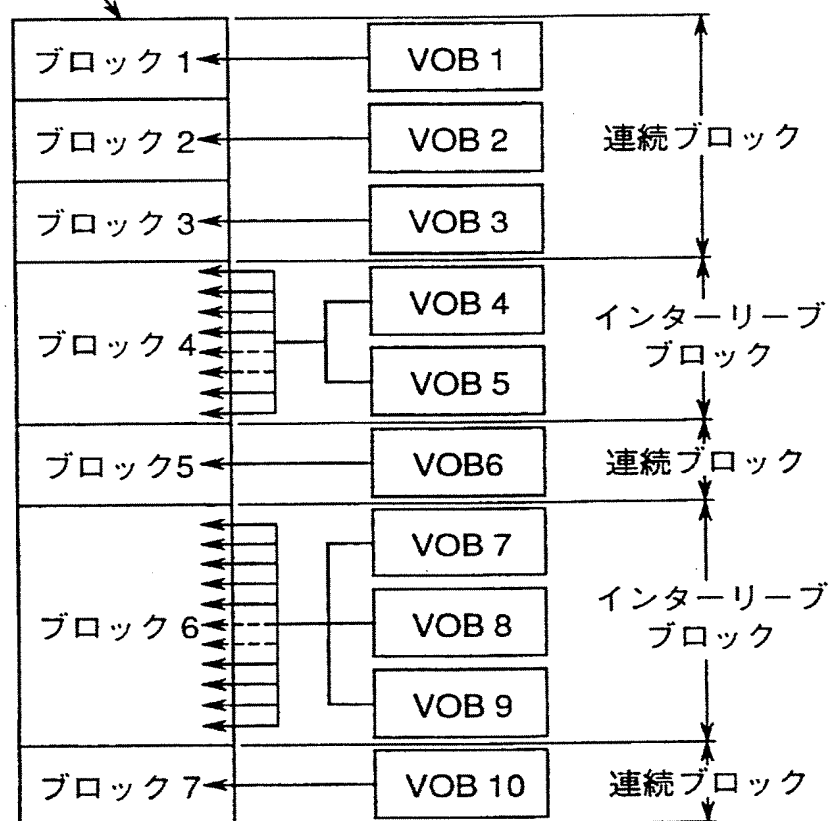 ブロック 1
VOB 1
ブロック 2
VOB 2
連続ブロック
ブロック 3
VOB 3
ブロック 4
VOB 4
VOB 5
インターリーブ
ブロック
ブロック5
VOB6
連続ブロック
ブロック 6
VOB 7
VOB 8
VOB 9
インターリーブ
ブロック
ブロック 7
VOB 10
連続ブロック